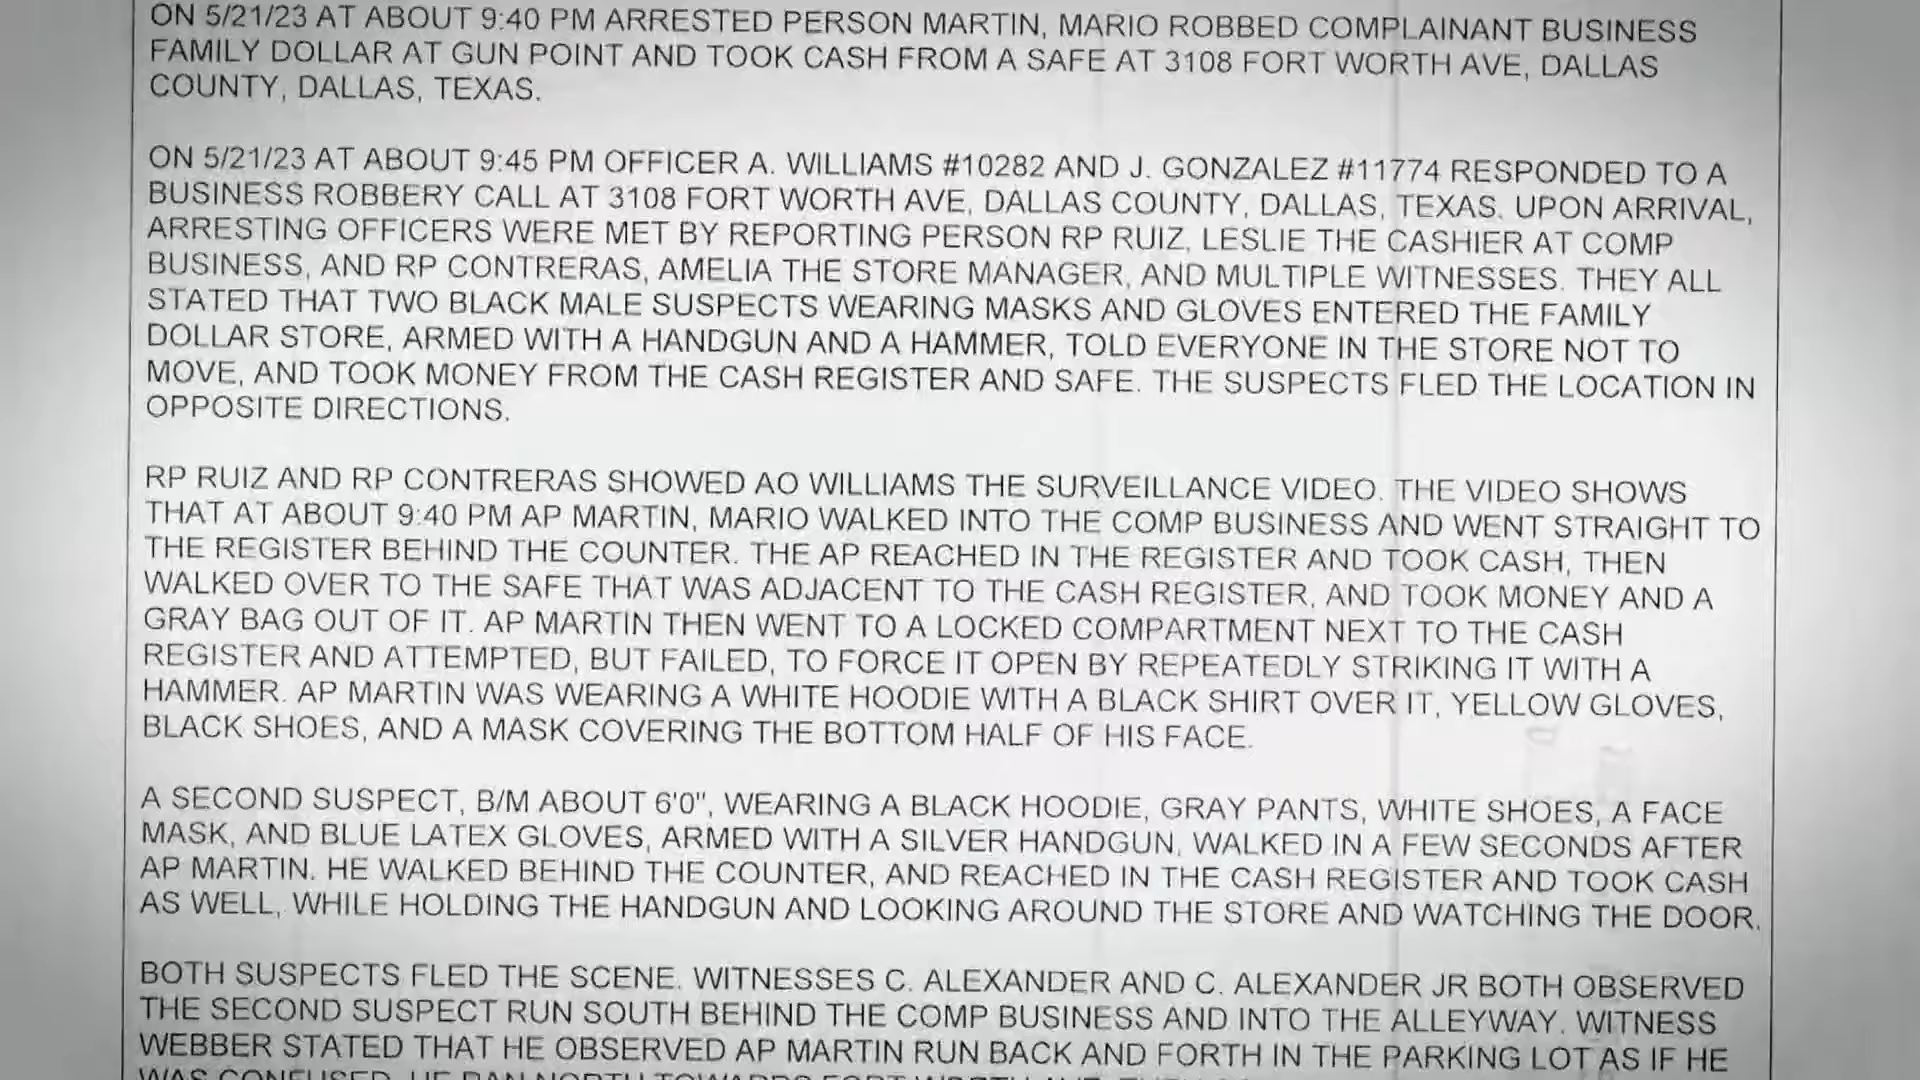 ON 5/21/23 AT ABOUT 9:40 PM ARRESTED PERSON MARTIN, MARIO ROBBED COMPLAINANT BUSINESS
FAMILY DOLLAR AT GUN POINT AND TOOK CASH FROM A SAFE AT 3108 FORT WORTH AVE, DALLAS
COUNTY, DALLAS, TEXAS.
ON 5/21/23 AT ABOUT 9:45 PM OFFICER A. WILLIAMS #10282 AND J. GONZALEZ #11774 RESPONDED TO A
BUSINESS ROBBERY CALL AT 3108 FORT WORTH AVE, DALLAS COUNTY, DALLAS, TEXAS. UPON ARRIVAL,
ARRESTING OFFICERS WERE MET BY REPORTING PERSON RP RUIZ, LESLIE THE CASHIER AT COMP
BUSINESS, AND RP CONTRERAS, AMELIA THE STORE MANAGER, AND MULTIPLE WITNESSES. THEY ALL
STATED THAT TWO BLACK MALE SUSPECTS WEARING MASKS AND GLOVES ENTERED THE FAMILY
DOLLAR STORE, ARMED WITH A HANDGUN AND A HAMMER, TOLD EVERYONE IN THE STORE NOT TO
MOVE, AND TOOK MONEY FROM THE CASH REGISTER AND SAFE. THE SUSPECTS FLED THE LOCATION IN
OPPOSITE DIRECTIONS.
RP RUIZ AND RP CONTRERAS SHOWED AO WILLIAMS THE SURVEILLANCE VIDEO. THE VIDEO SHOWS
THAT AT ABOUT 9:40 PM AP MARTIN, MARIO WALKED INTO THE COMP BUSINESS AND WENT STRAIGHT TO
THE REGISTER BEHIND THE COUNTER. THE AP REACHED IN THE REGISTER AND TOOK CASH, THEN
WALKED OVER TO THE SAFE THAT WAS ADJACENT TO THE CASH REGISTER, AND TOOK MONEY AND A
GRAY BAG OUT OF IT. AP MARTIN THEN WENT TO A LOCKED COMPARTMENT NEXT TO THE CASH
REGISTER AND ATTEMPTED, BUT FAILED, TO FORCE IT OPEN BY REPEATEDLY STRIKING IT WITH A
HAMMER. AP MARTIN WAS WEARING A WHITE HOODIE WITH A BLACK SHIRT OVER IT, YELLOW GLOVES,
BLACK SHOES, AND A MASK COVERING THE BOTTOM HALF OF HIS FACE.
A SECOND SUSPECT, B/M ABOUT 6'0", WEARING A BLACK HOODIE, GRAY PANTS, WHITE SHOES, A FACE
MASK, AND BLUE LATEX GLOVES, ARMED WITH A SILVER HANDGUN, WALKED IN A FEW SECONDS AFTER
AP MARTIN. HE WALKED BEHIND THE COUNTER, AND REACHED IN THE CASH REGISTER AND TOOK CASH
AS WELL, WHILE HOLDING THE HANDGUN AND LOOKING AROUND THE STORE AND WATCHING THE DOOR.
BOTH SUSPECTS FLED THE SCENE. WITNESSES C. ALEXANDER AND C. ALEXANDER JR BOTH OBSERVED
THE SECOND SUSPECT RUN SOUTH BEHIND THE COMP BUSINESS AND INTO THE ALLEYWAY. WITNESS
WEBBER STATED THAT HE OBSERVED AP MARTIN RUN BACK AND FORTH IN THE PARKING LOT AS IF HE
WAS CONFUSED. HE RAN NORTH TOWARDS FORT WORTH AVE